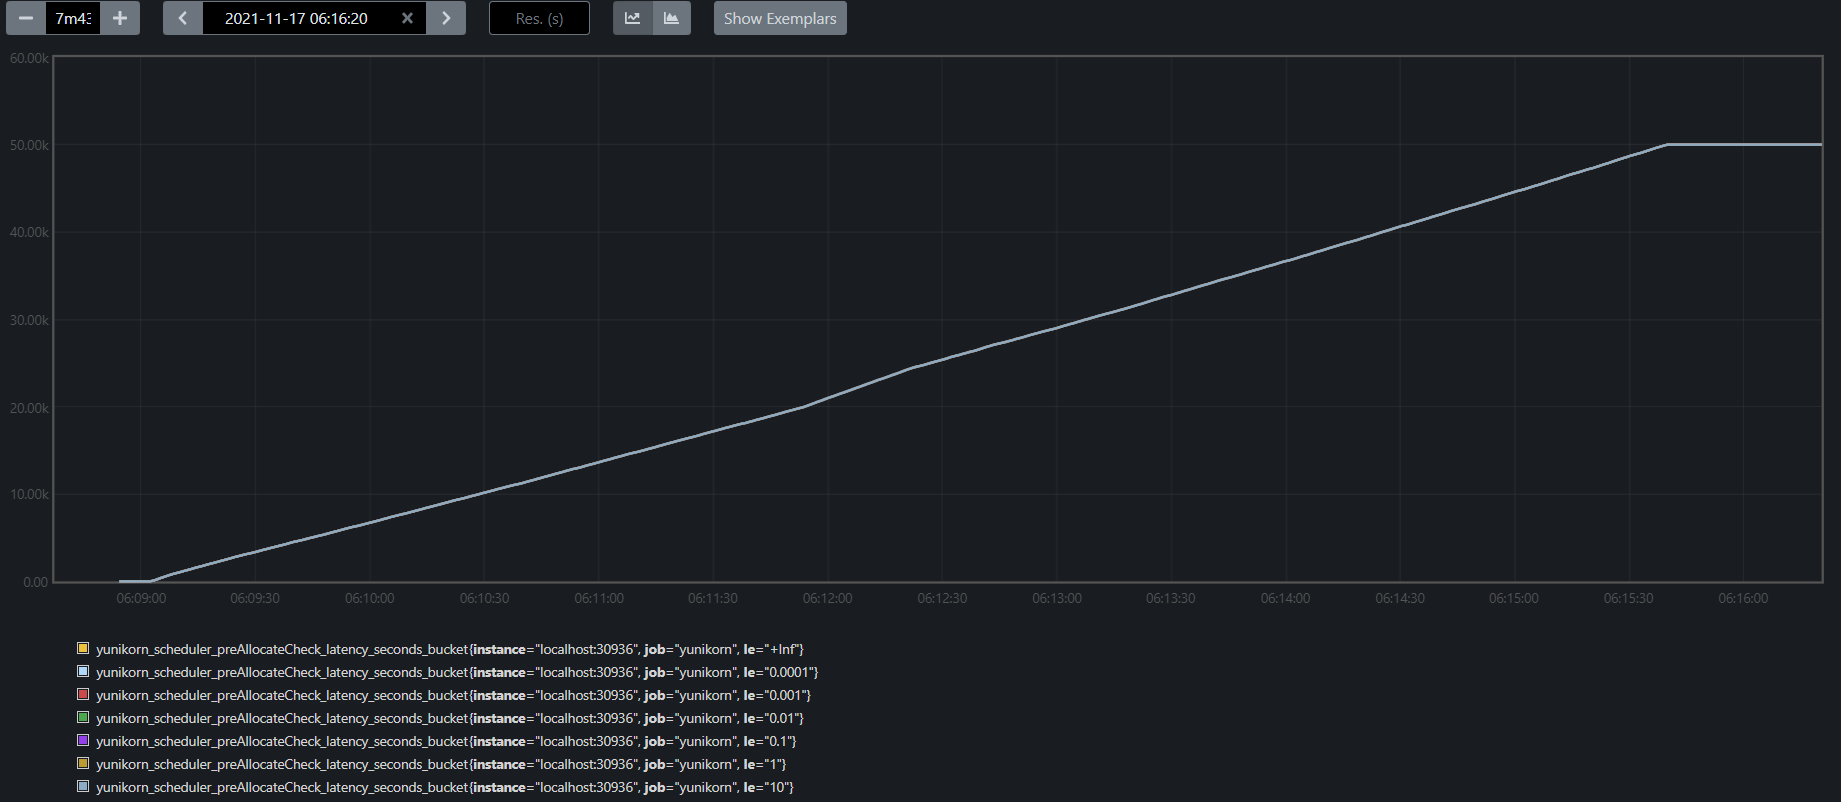 7m43 2021-11-17 06:16:20 Res. (s) Show Exemplars
60.00k
50.00k
40.00k
30.00k
20.00k
10.00k
0.00
06:09:00 06:09:30 06:10:00 06:10:30 06:11:00 06:11:30 06:12:00 06:12:30 06:13:00 06:13:30 06:14:00 06:14:30 06:15:00 06:15:30 06:16:00
yunikorn_scheduler_preAllocateCheck_latency_seconds_bucket{instance="localhost:30936", job="yunikorn", le="+Inf"}
yunikorn_scheduler_preAllocateCheck_latency_seconds_bucket{instance="localhost:30936", job="yunikorn", le="0.0001"}
yunikorn_scheduler_preAllocateCheck_latency_seconds_bucket{instance="localhost:30936", job="yunikorn", le="0.001"}
yunikorn_scheduler_preAllocateCheck_latency_seconds_bucket{instance="localhost:30936", job="yunikorn", le="0.01"}
yunikorn_scheduler_preAllocateCheck_latency_seconds_bucket{instance="localhost:30936", job="yunikorn", le="0.1"}
yunikorn_scheduler_preAllocateCheck_latency_seconds_bucket{instance="localhost:30936", job="yunikorn", le="1"}
yunikorn_scheduler_preAllocateCheck_latency_seconds_bucket{instance="localhost:30936", job="yunikorn", le="10"}